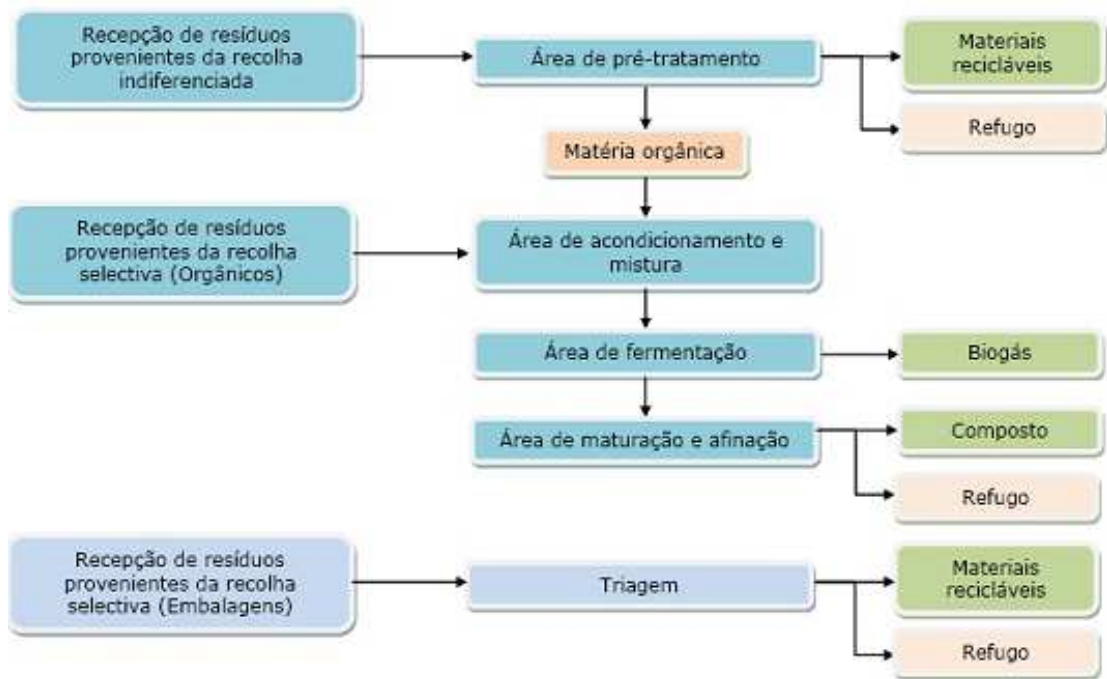 Recepção de resíduos
provenientes da recolha
indiferenciada
Área de pré-tratamento
Materiais
recicláveis
Refugo
Matéria orgânica
Recepção de resíduos
provenientes da recolha
selectiva (Orgânicos)
Área de acondicionamento e
mistura
Área de fermentação
Biogás
Área de maturação e afinação
Composto
Refugo
Recepção de resíduos
provenientes da recolha
selectiva (Embalagens)
Triagem
Materiais
recicláveis
Refugo